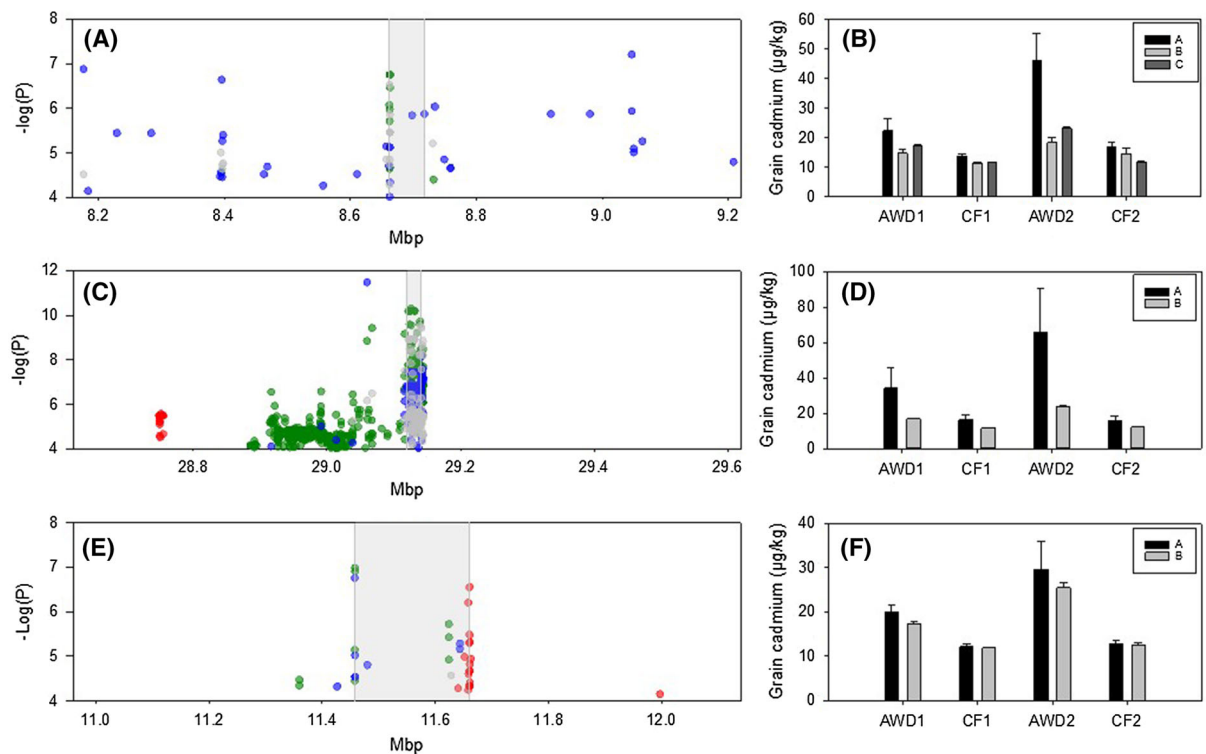 (A)
8
7
6
5
4
-log(P)
8.2 8.4 8.6 8.8 9.0 9.2
Mbp
(B)
60
50
40
30
20
10
0
Grain cadmium (µg/kg)
A
B
C
AWD1 CF1 AWD2 CF2
(C)
12
10
8
6
4
-log(P)
28.8 29.0 29.2 29.4 29.6
Mbp
(D)
100
80
60
40
20
0
Grain cadmium (µg/kg)
A
B
AWD1 CF1 AWD2 CF2
(E)
8
7
6
5
4
-Log(P)
11.0 11.2 11.4 11.6 11.8 12.0
Mbp
(F)
40
30
20
10
0
Grain cadmium (µg/kg)
A
B
AWD1 CF1 AWD2 CF2